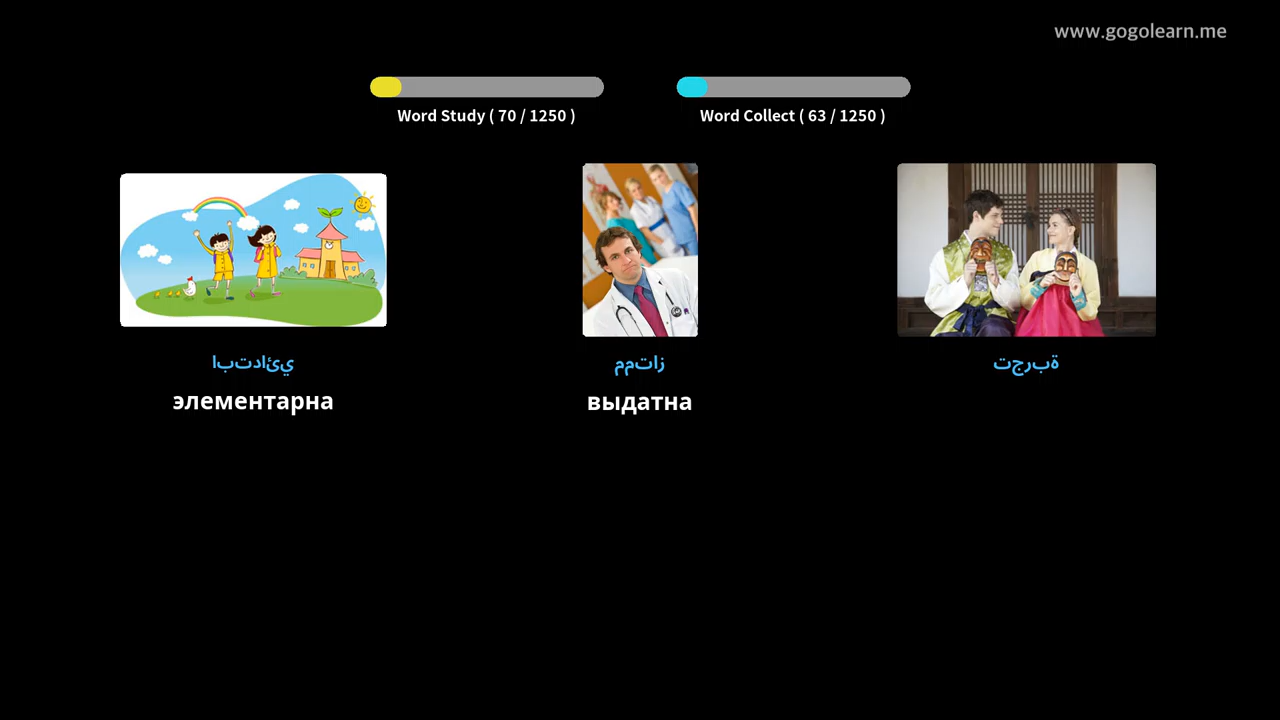 www.gogolearn.me
Word Study ( 70 / 1250 )
Word Collect ( 63 / 1250 )
ابتدائي
ممتاز
تجربة
элементарна
выдатна